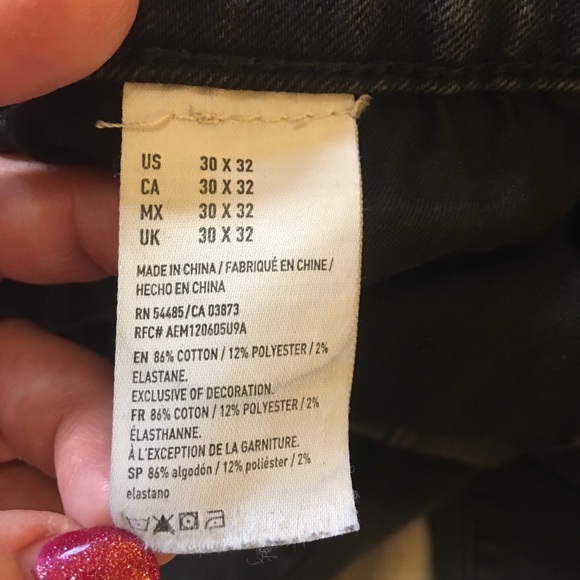 US 30 X 32
CA 30 X 32
MX 30 X 32
UK 30 X 32
MADE IN CHINA / FABRIQUÉ EN CHINE /
HECHO EN CHINA
RN 54485/CA 03873
RFC# AEM120605U9A
EN 86% COTTON / 12% POLYESTER / 2%
ELASTANE.
EXCLUSIVE OF DECORATION.
FR 86% COTON / 12% POLYESTER / 2%
ÉLASTHANNE.
À L'EXCEPTION DE LA GARNITURE.
SP 86% algodón / 12% poliéster / 2%
elastano